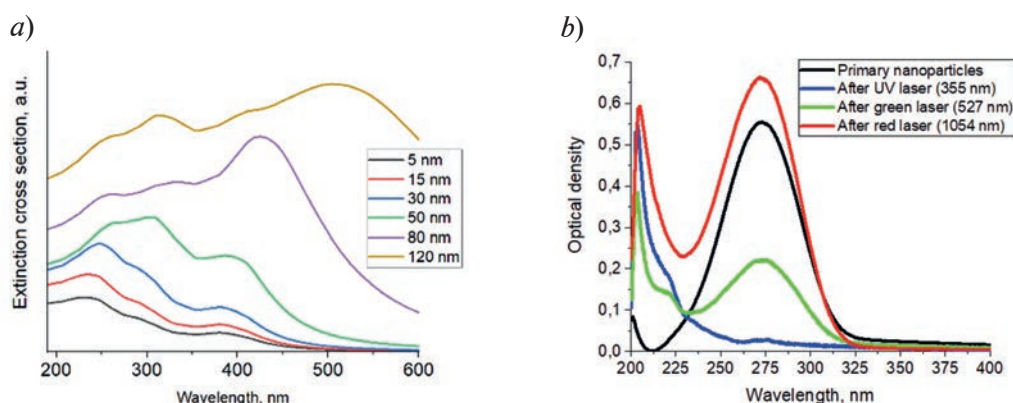 a)
Extinction cross section, a.u.
5 nm
15 nm
30 nm
50 nm
80 nm
120 nm
200 300 400 500 600
Wavelength, nm
b)
Optical density
0,7
0,6
0,5
0,4
0,3
0,2
0,1
0,0
Primary nanoparticles
After UV laser (355 nm)
After green laser (527 nm)
After red laser (1054 nm)
200 225 250 275 300 325 350 375 400
Wavelength, nm